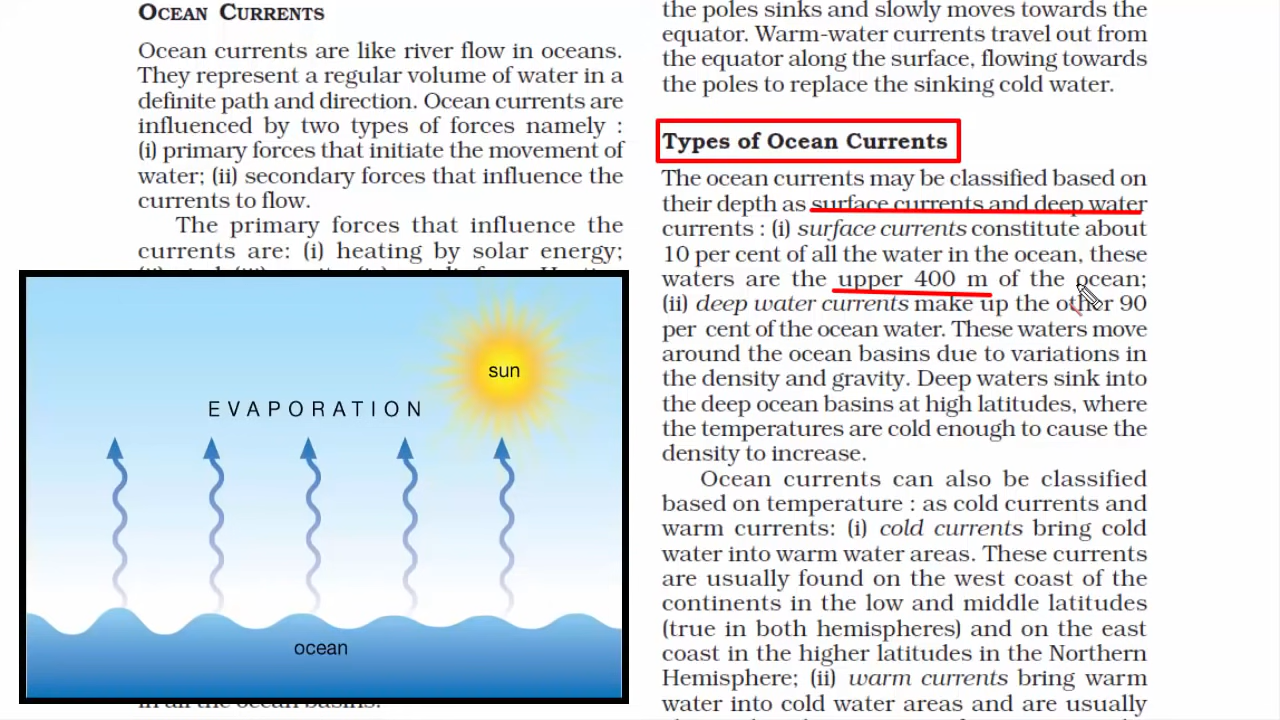 OCEAN CURRENTS
Ocean currents are like river flow in oceans.
They represent a regular volume of water in a
definite path and direction. Ocean currents are
influenced by two types of forces namely :
(i) primary forces that initiate the movement of
water; (ii) secondary forces that influence the
currents to flow.
The primary forces that influence the
currents are: (i) heating by solar energy;
sun
EVAPORATION
ocean
in all the ocean basins.
the poles sinks and slowly moves towards the
equator. Warm-water currents travel out from
the equator along the surface, flowing towards
the poles to replace the sinking cold water.
Types of Ocean Currents
The ocean currents may be classified based on
their depth as surface currents and deep water
currents : (i) surface currents constitute about
10 per cent of all the water in the ocean, these
waters are the upper 400 m of the ocean;
(ii) deep water currents make up the other 90
per cent of the ocean water. These waters move
around the ocean basins due to variations in
the density and gravity. Deep waters sink into
the deep ocean basins at high latitudes, where
the temperatures are cold enough to cause the
density to increase.
Ocean currents can also be classified
based on temperature : as cold currents and
warm currents: (i) cold currents bring cold
water into warm water areas. These currents
are usually found on the west coast of the
continents in the low and middle latitudes
(true in both hemispheres) and on the east
coast in the higher latitudes in the Northern
Hemisphere; (ii) warm currents bring warm
water into cold water areas and are usually